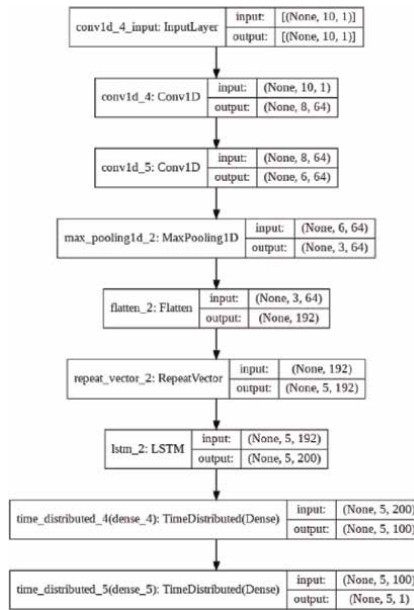 conv1d_4_input: InputLayer input: [(None, 10, 1)]
output: [(None, 10, 1)]
conv1d_4: Conv1D input: (None, 10, 1)
output: (None, 8, 64)
conv1d_5: Conv1D input: (None, 8, 64)
output: (None, 6, 64)
max_pooling1d_2: MaxPooling1D input: (None, 6, 64)
output: (None, 3, 64)
flatten_2: Flatten input: (None, 3, 64)
output: (None, 192)
repeat_vector_2: RepeatVector input: (None, 192)
output: (None, 5, 192)
lstm_2: LSTM input: (None, 5, 192)
output: (None, 5, 200)
time_distributed_4(dense_4): TimeDistributed(Dense) input: (None, 5, 200)
output: (None, 5, 100)
time_distributed_5(dense_5): TimeDistributed(Dense) input: (None, 5, 100)
output: (None, 5, 1)